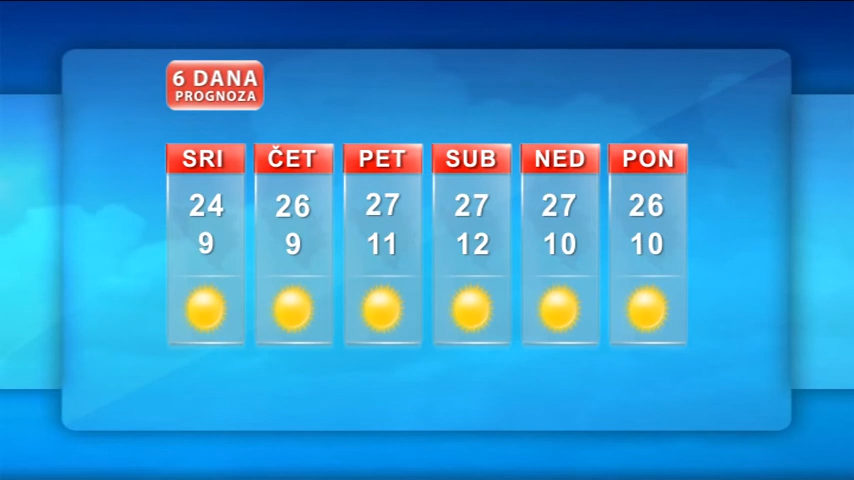 6 DANA
PROGNOZA
SRI ČET PET SUB NED PON
24 26 27 27 27 26
9 9 11 12 10 10